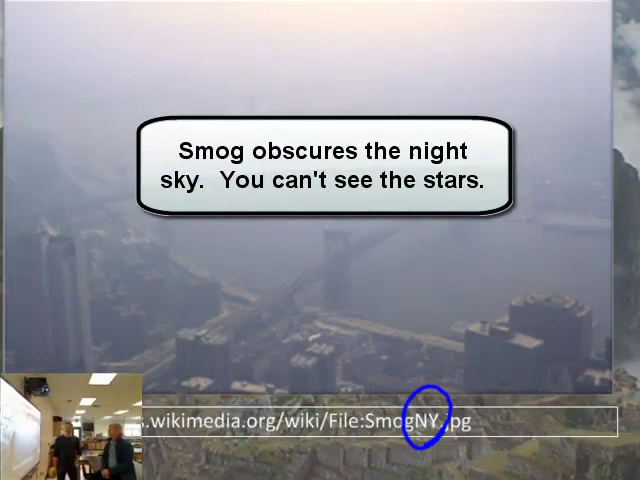 Smog obscures the night
sky.  You can't see the stars.
s.wikimedia.org/wiki/File:SmogNY.jpg